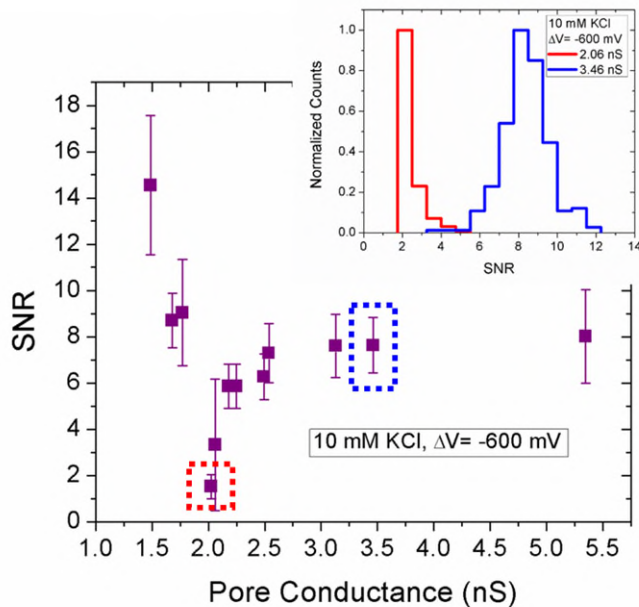 10 mM KCl
ΔV= -600 mV
2.06 nS
3.46 nS
Normalized Counts
1.0
0.8
0.6
0.4
0.2
0.0
0 2 4 6 8 10 12 14
SNR
SNR
18
16
14
12
10
8
6
4
2
0
10 mM KCl, ΔV= -600 mV
1.0 1.5 2.0 2.5 3.0 3.5 4.0 4.5 5.0 5.5
Pore Conductance (nS)